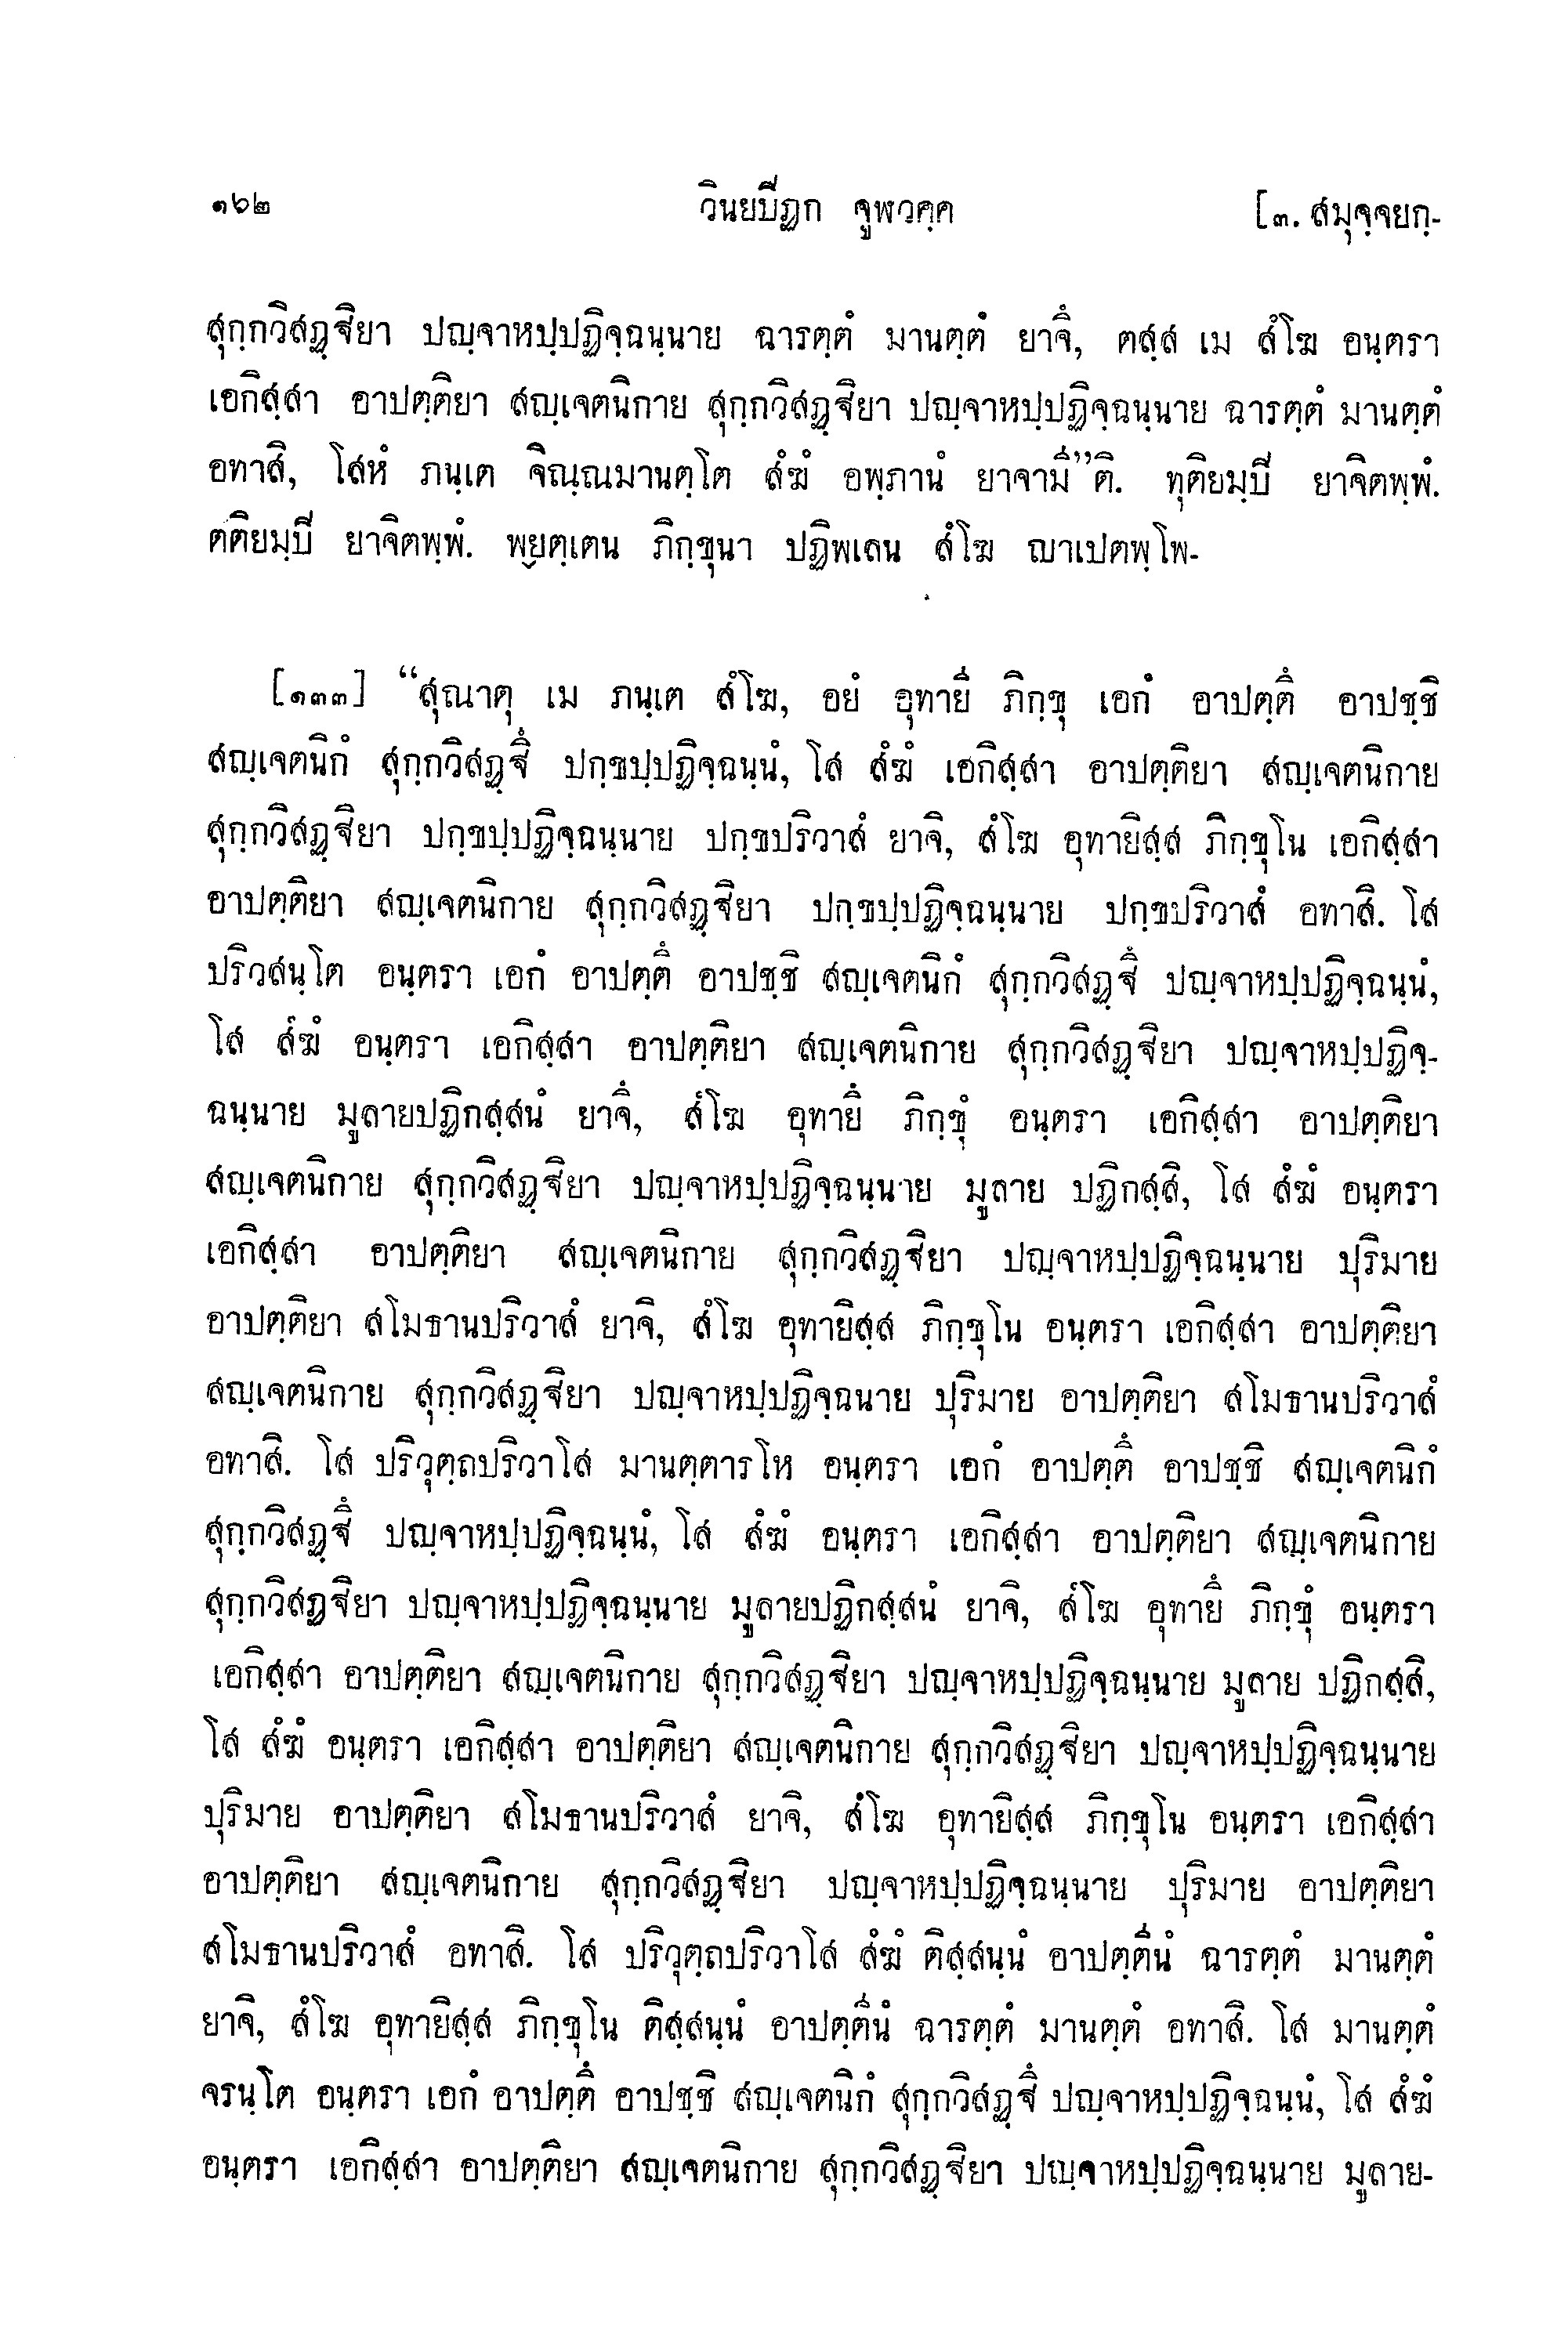 ๑๖๒ วินยปิฏก จูฬวคฺค [๓. สมุจฺจยกฺ-
สุกฺกวิสฏฺฐิยา ปญฺจาหปฺปฏิจฺฉนฺนาย ฉารตฺตํ มานตฺตํ ยาจึ, ตสฺส เม สํโฆ อนฺตรา
เอกิสฺสา อาปตฺติยา สญฺเจตนิกาย สุกฺกวิสฏฺฐิยา ปญฺจาหปฺปฏิจฺฉนฺนาย ฉารตฺตํ มานตฺตํ
อทาสิ, โสหํ ภนฺเต จิณฺณมานตฺโต สํฆํ อพฺภานํ ยาจามี”ติ. ทุติยมฺปิ ยาจิตพฺพํ.
ตติยมฺปิ ยาจิตพฺพํ. พฺยตฺเตน ภิกฺขุนา ปฏิพเลน สํโฆ ญาเปตพฺโพ-
[๑๓๓] “สุณาตุ เม ภนฺเต สํโฆ, อยํ อุทายี ภิกฺขุ เอกํ อาปตฺตึ อาปชฺชิ
สญฺเจตนิกํ สุกฺกวิสฏฺฐึ ปกฺขปฺปฏิจฺฉนฺนํ, โส สํฆํ เอกิสฺสา อาปตฺติยา สญฺเจตนิกาย
สุกฺกวิสฏฺฐิยา ปกฺขปฺปฏิจฺฉนฺนาย ปกฺขปริวาสํ ยาจิ, สํโฆ อุทายิสฺส ภิกฺขุโน เอกิสฺสา
อาปตฺติยา สญฺเจตนิกาย สุกฺกวิสฏฺฐิยา ปกฺขปฺปฏิจฺฉนฺนาย ปกฺขปริวาสํ อทาสิ. โส
ปริวสนฺโต อนฺตรา เอกํ อาปตฺตึ อาปชฺชิ สญฺเจตนิกํ สุกฺกวิสฏฺฐึ ปญฺจาหปฺปฏิจฺฉนฺนํ,
โส สํฆํ อนฺตรา เอกิสฺสา อาปตฺติยา สญฺเจตนิกาย สุกฺกวิสฏฺฐิยา ปญฺจาหปฺปฏิจฺ-
ฉนฺนาย มูลายปฏิกสฺสนํ ยาจึ, สํโฆ อุทายึ ภิกฺขุํ อนฺตรา เอกิสฺสา อาปตฺติยา
สญฺเจตนิกาย สุกฺกวิสฏฺฐิยา ปญฺจาหปฺปฏิจฺฉนฺนาย มูลาย ปฏิกสฺสิ, โส สํฆํ อนฺตรา
เอกิสฺสา อาปตฺติยา สญฺเจตนิกาย สุกฺกวิสฏฺฐิยา ปญฺจาหปฺปฏิจฺฉนฺนาย ปุริมาย
อาปตฺติยา สโมธานปริวาสํ ยาจิ, สํโฆ อุทายิสฺส ภิกฺขุโน อนฺตรา เอกิสฺสา อาปตฺติยา
สญฺเจตนิกาย สุกฺกวิสฏฺฐิยา ปญฺจาหปฺปฏิจฺฉนาย ปุริมาย อาปตฺติยา สโมธานปริวาสํ
อทาสิ. โส ปริวุตฺถปริวาโส มานตฺตารโห อนฺตรา เอกํ อาปตฺตึ อาปชฺชิ สญฺเจตนิกํ
สุกฺกวิสฏฺฐึ ปญฺจาหปฺปฏิจฺฉนฺนํ, โส สํฆํ อนฺตรา เอกิสฺสา อาปตฺติยา สญฺเจตนิกาย
สุกฺกวิสฏฺฐิยา ปญฺจาหปฺปฏิจฺฉนฺนาย มูลายปฏิกสฺสนํ ยาจิ, สํโฆ อุทายึ ภิกฺขุํ อนฺตรา
เอกิสฺสา อาปตฺติยา สญฺเจตนิกาย สุกฺกวิสฏฺฐิยา ปญฺจาหปฺปฏิจฺฉนฺนาย มูลาย ปฏิกสฺสิ,
โส สํฆํ อนฺตรา เอกิสฺสา อาปตฺติยา สญฺเจตนิกาย สุกฺกวิสฏฺฐิยา ปญฺจาหปฺปฏิจฺฉนฺนาย
ปุริมาย อาปตฺติยา สโมธานปริวาสํ ยาจิ, สํโฆ อุทายิสฺส ภิกฺขุโน อนฺตรา เอกิสฺสา
อาปตฺติยา สญฺเจตนิกาย สุกฺกวิสฏฺฐิยา ปญฺจาหปฺปฏิจฺฉนฺนาย ปุริมาย อาปตฺติยา
สโมธานปริวาสํ อทาสิ. โส ปริวุตฺถปริวาโส สํฆํ ติสฺสนฺนํ อาปตฺตีนํ ฉารตฺตํ มานตฺตํ
ยาจิ, สํโฆ อุทายิสฺส ภิกฺขุโน ติสฺสนฺนํ อาปตฺตีนํ ฉารตฺตํ มานตฺตํ อทาสิ. โส มานตฺตํ
จรนฺโต อนฺตรา เอกํ อาปตฺตึ อาปชฺชิ สญฺเจตนิกํ สุกฺกวิสฏฺฐึ ปญฺจาหปฺปฏิจฺฉนฺนํ, โส สํฆํ
อนฺตรา เอกิสฺสา อาปตฺติยา สญฺเจตนิกาย สุกฺกวิสฏฺฐิยา ปญฺจาหปฺปฏิจฺฉนฺนาย มูลาย-